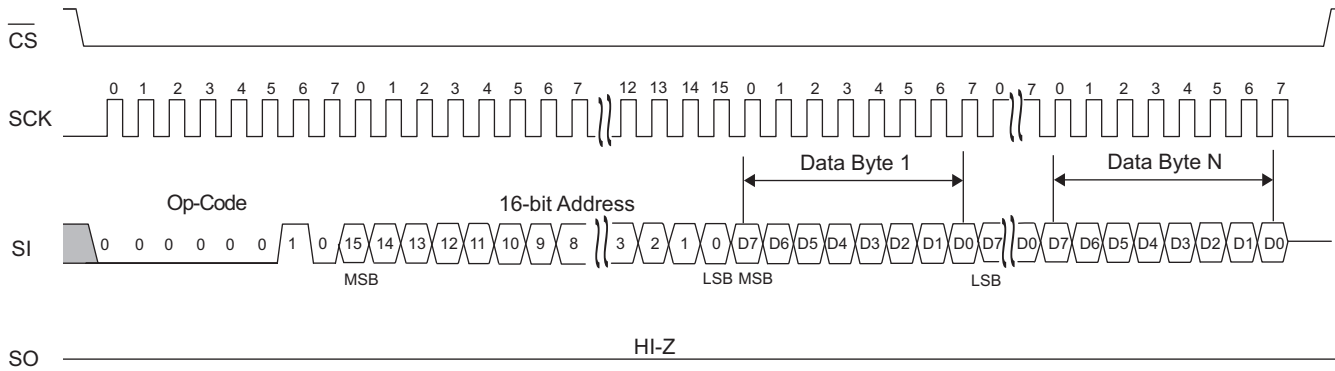 CS
0 1 2 3 4 5 6 7 0 1 2 3 4 5 6 7 12 13 14 15 0 1 2 3 4 5 6 7 0 7 0 1 2 3 4 5 6 7
SCK
Data Byte 1 Data Byte N
Op-Code 16-bit Address
SI 0 0 0 0 0 0 1 0 15 14 13 12 11 10 9 8 3 2 1 0 D7 D6 D5 D4 D3 D2 D1 D0 D7 D0 D7 D6 D5 D4 D3 D2 D1 D0
MSB LSB MSB LSB
HI-Z
SO